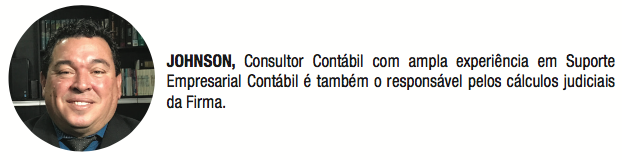 JOHNSON, Consultor Contábil com ampla experiência em Suporte
Empresarial Contábil é também o responsável pelos cálculos judiciais
da Firma.